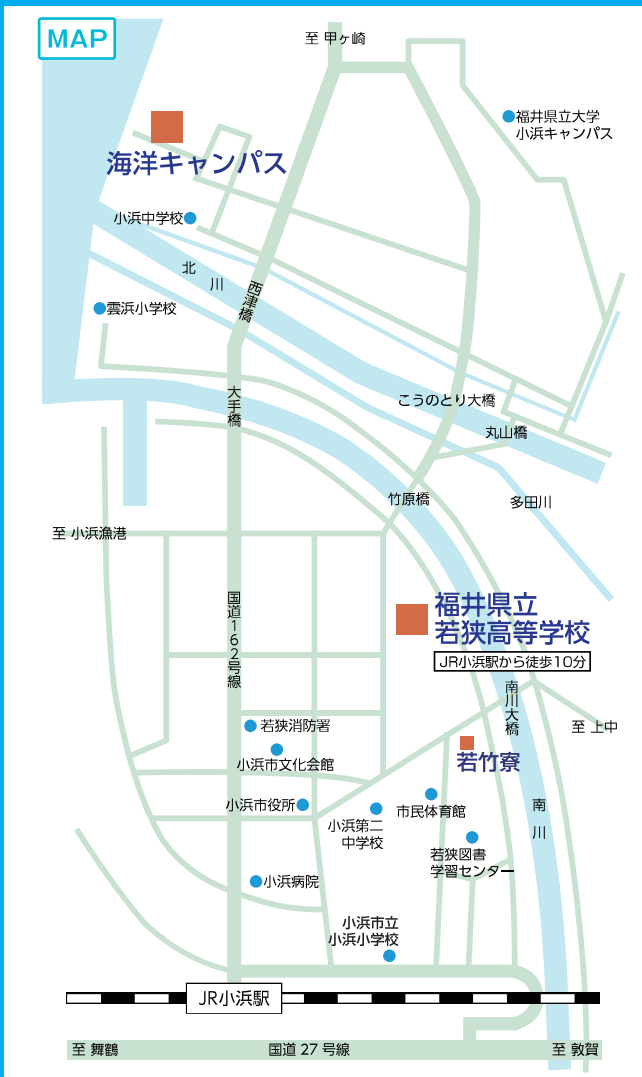 MAP
至 甲ヶ崎
福井県立大学
小浜キャンパス
海洋キャンパス
小浜中学校
北川
西津橋
雲浜小学校
大手橋
こうのとり大橋
丸山橋
竹原橋
多田川
至 小浜漁港
国道162号線
福井県立
若狭高等学校
JR小浜駅から徒歩10分
南川大橋
至 上中
若狭消防署
小浜市文化会館
若竹寮
小浜市役所
小浜第二
中学校
市民体育館
南川
若狭図書
学習センター
小浜病院
小浜市立
小浜小学校
JR小浜駅
至 舞鶴
国道 27 号線
至 敦賀